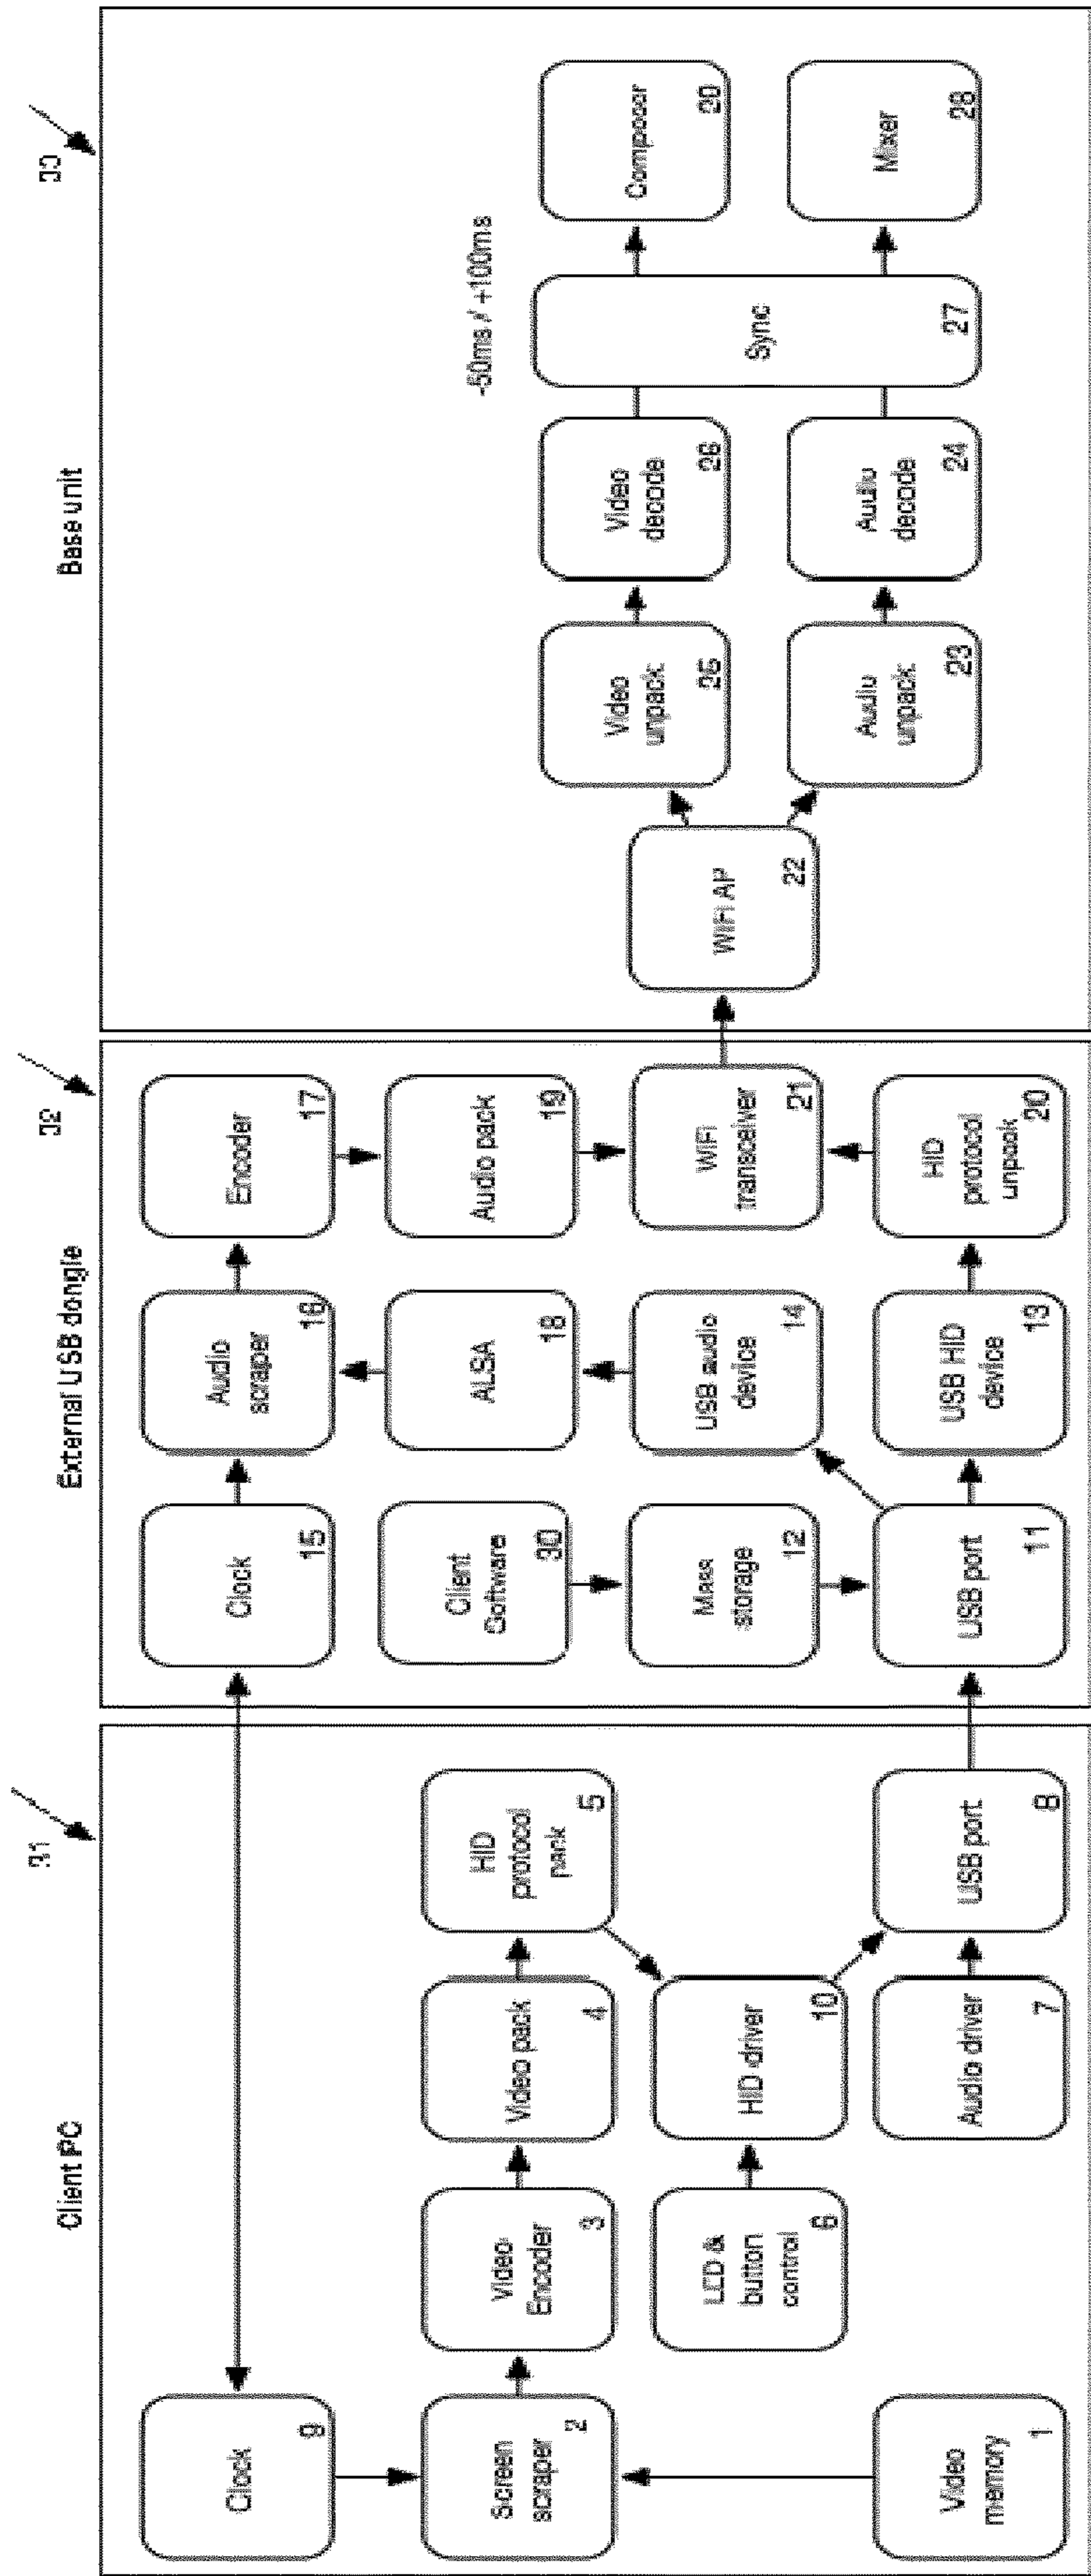 Client PC
31
Clock
9
Screen
scraper
2
Video
memory
1
Video
Encoder
3
Video pack
4
HID
protocol
pack
5
LCD &
button
control
6
HID driver
10
Audio driver
7
USB port
8
External USB dongle
32
Clock
15
Audio
scraper
16
Encoder
17
Client
Software
30
ALSA
18
Audio pack
19
Mass
storage
12
USB audio
device
14
WiFi
transceiver
21
USB port
11
USB HID
device
13
HID
protocol
unpack
20
Base unit
WiFi AP
22
Video
unpack
25
Video
decode
26
Audio
unpack
23
Audio
decode
24
-50ms / +100ms
Sync
27
Composer
Mixer
28